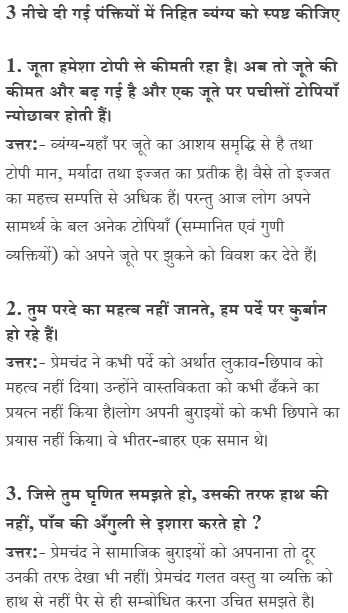 3 नीचे दी गई पंक्तियों में निहित व्यंग्य को स्पष्ट कीजिए
1. जूता हमेशा टोपी से कीमती रहा है। अब तो जूते की
कीमत और बढ़ गई है और एक जूते पर पचीसों टोपियाँ
न्योछावर होती हैं।
उत्तर:- व्यंग्य-यहाँ पर जूते का आशय समृद्धि से है तथा
टोपी मान, मर्यादा तथा इज्जत का प्रतीक है। वैसे तो इज्जत
का महत्त्व सम्पत्ति से अधिक हैं। परन्तु आज लोग अपने
सामर्थ्य के बल अनेक टोपियाँ (सम्मानित एवं गुणी
व्यक्तियों) को अपने जूते पर झुकने को विवश कर देते हैं।
2. तुम परदे का महत्व नहीं जानते, हम पर्दे पर कुर्बान
हो रहे हैं।
उत्तर:- प्रेमचंद ने कभी पर्दे को अर्थात लुकाव-छिपाव को
महत्व नहीं दिया। उन्होंने वास्तविकता को कभी ढँकने का
प्रयत्न नहीं किया है।लोग अपनी बुराइयों को कभी छिपाने का
प्रयास नहीं किया। वे भीतर-बाहर एक समान थे।
3. जिसे तुम घृणित समझते हो, उसकी तरफ हाथ की
नहीं, पाँव की अँगुली से इशारा करते हो ?
उत्तर:- प्रेमचंद ने सामाजिक बुराइयों को अपनाना तो दूर
उनकी तरफ देखा भी नहीं। प्रेमचंद गलत वस्तु या व्यक्ति को
हाथ से नहीं पैर से ही सम्बोधित करना उचित समझते है।